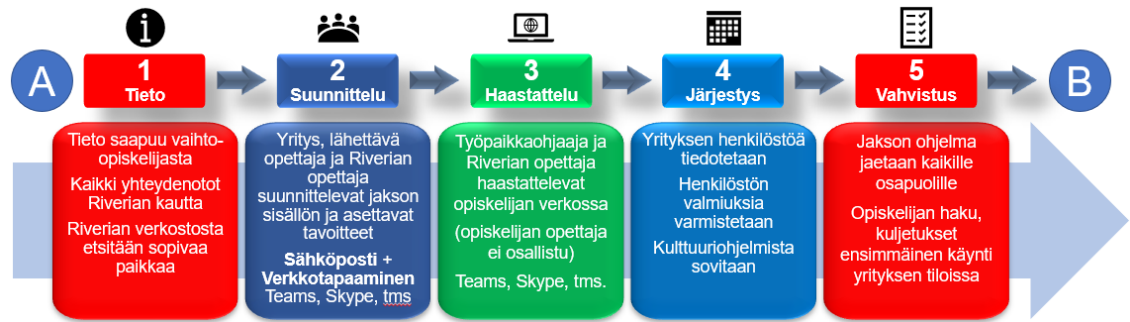 A
1
Tieto
2
Suunnittelu
3
Haastattelu
4
Järjestys
5
Vahvistus
B
Tieto saapuu vaihto-
opiskelijasta
Kaikki yhteydenotot
Riverian kautta
Riverian verkostosta
etsitään sopivaa
paikkaa
Yritys, lähettävä
opettaja ja Riverian
opettaja
suunnittelevat jakson
sisällön ja asettavat
tavoitteet
Sähköposti +
Verkkotapaaminen
Teams, Skype, tms
Työpaikkaohjaaja ja
Riverian opettaja
haastattelevat
opiskelijan verkossa
(opiskelijan opettaja
ei osallistu)
Teams, Skype, tms.
Yrityksen henkilöstöä
tiedotetaan
Henkilöstön
valmiuksia
varmistetaan
Kulttuuriohjelmista
sovitaan
Jakson ohjelma
jaetaan kaikille
osapuolille
Opiskelijan haku,
kuljetukset
ensimmäinen käynti
yrityksen tiloissa